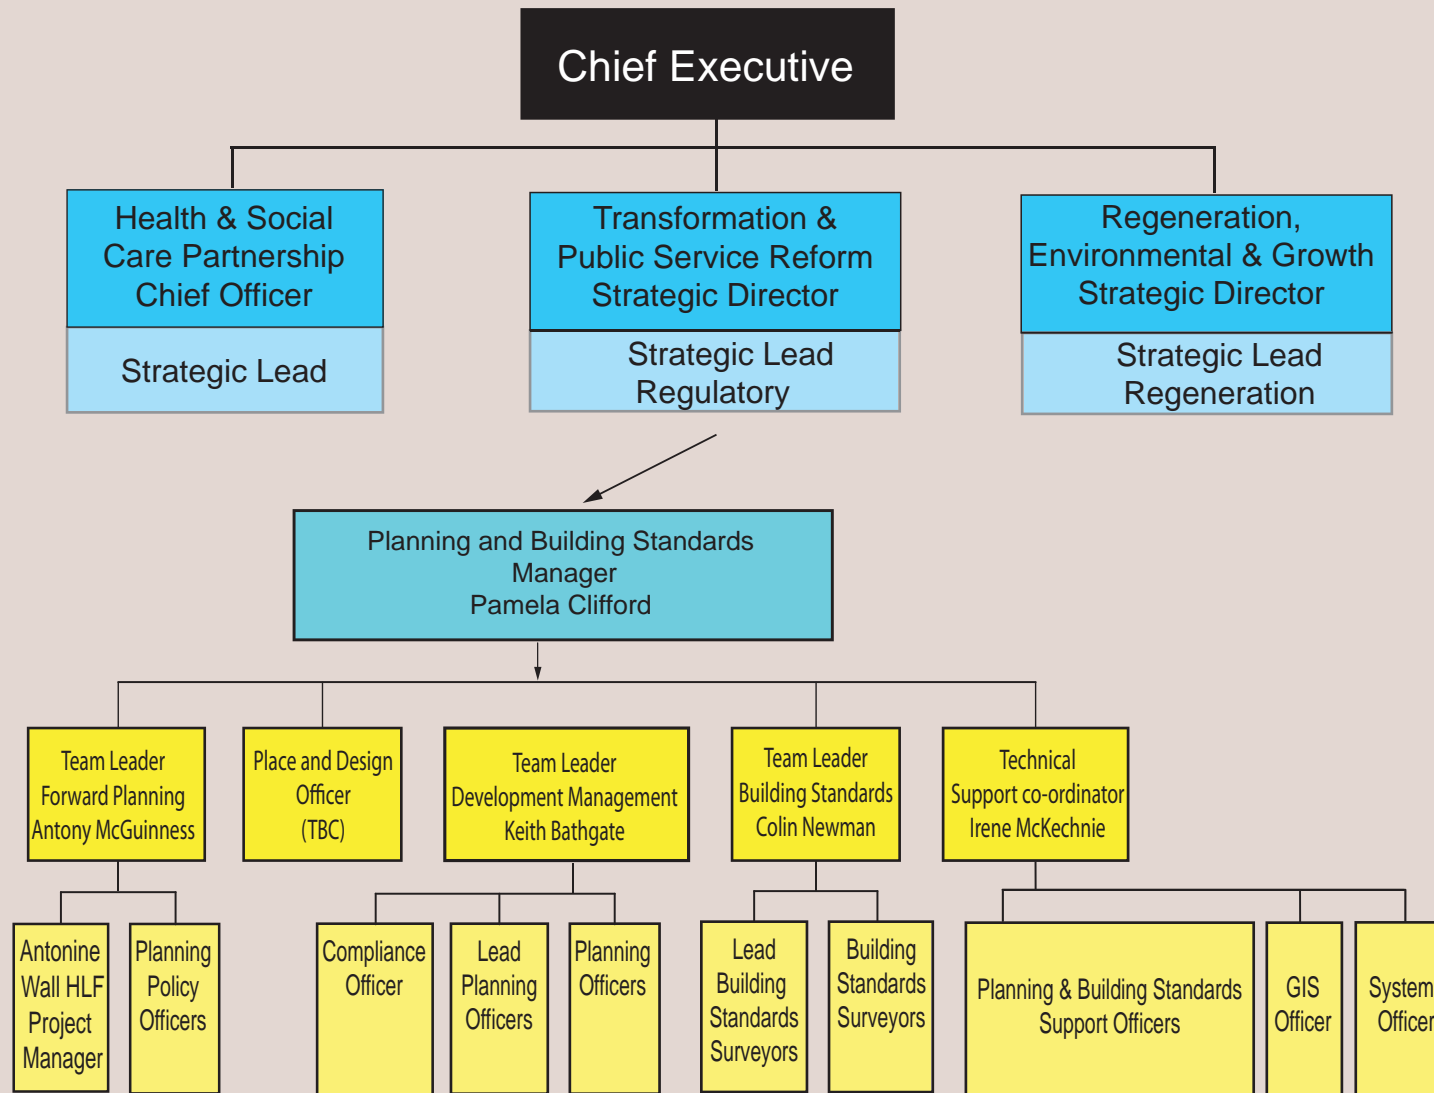 Chief Executive
Health & Social
Care Partnership
Chief Officer
Strategic Lead
Transformation &
Public Service Reform
Strategic Director
Strategic Lead
Regulatory
Regeneration,
Environmental & Growth
Strategic Director
Strategic Lead
Regeneration
Planning and Building Standards
Manager
Pamela Clifford
Team Leader
Forward Planning
Antony McGuinness
Place and Design
Officer
(TBC)
Team Leader
Development Management
Keith Bathgate
Team Leader
Building Standards
Colin Newman
Technical
Support co-ordinator
Irene McKechnie
Antonine
Wall HLF
Project
Manager
Planning
Policy
Officers
Compliance
Officer
Lead
Planning
Officers
Planning
Officers
Lead
Building
Standards
Surveyors
Building
Standards
Surveyors
Planning & Building Standards
Support Officers
GIS
Officer
System
Officer